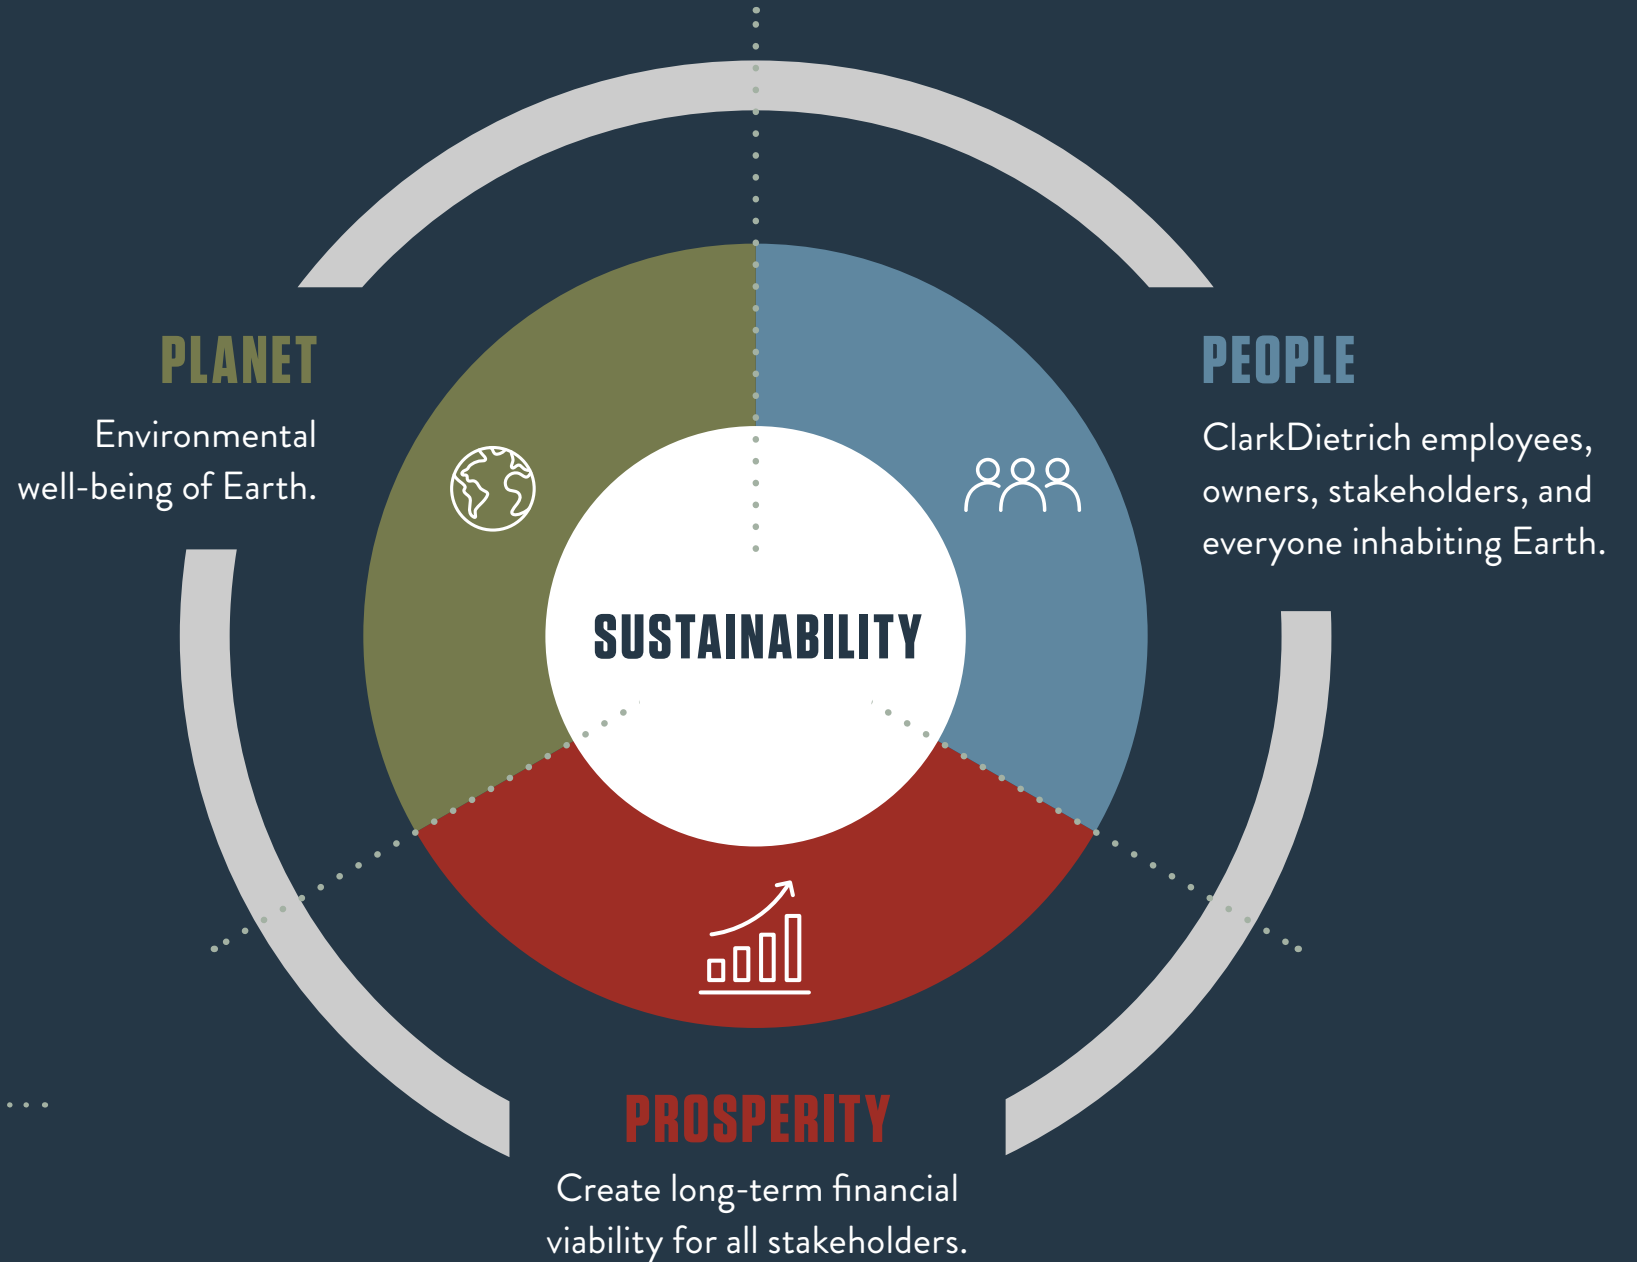 PLANET
Environmental
well-being of Earth.
PEOPLE
ClarkDietrich employees,
owners, stakeholders, and
everyone inhabiting Earth.
SUSTAINABILITY
PROSPERITY
Create long-term financial
viability for all stakeholders.